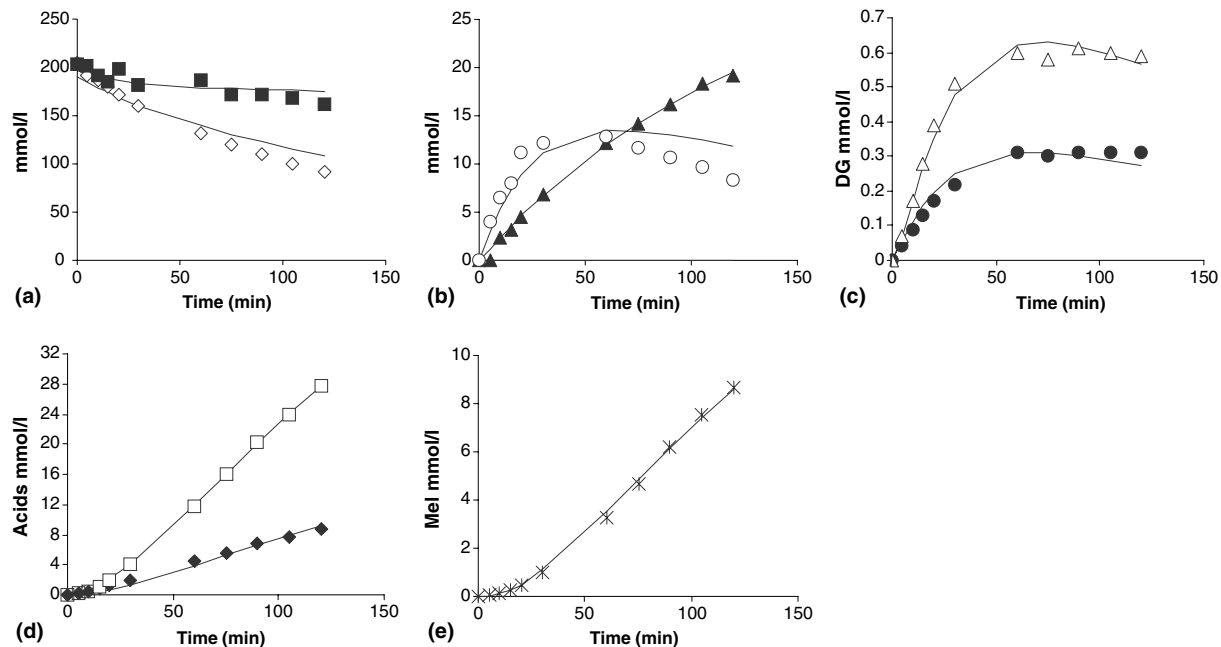 250
200
150
100
50
0
mmol/l
0 50 100 150
Time (min)
(a)
25
20
15
10
5
0
mmol/l
0 50 100 150
Time (min)
(b)
0.7
0.6
0.5
0.4
0.3
0.2
0.1
0
DG mmol/l
0 50 100 150
Time (min)
(c)
32
28
24
20
16
12
8
4
0
Acids mmol/l
0 50 100 150
Time (min)
(d)
10
8
6
4
2
0
Mel mmol/l
0 50 100 150
Time (min)
(e)